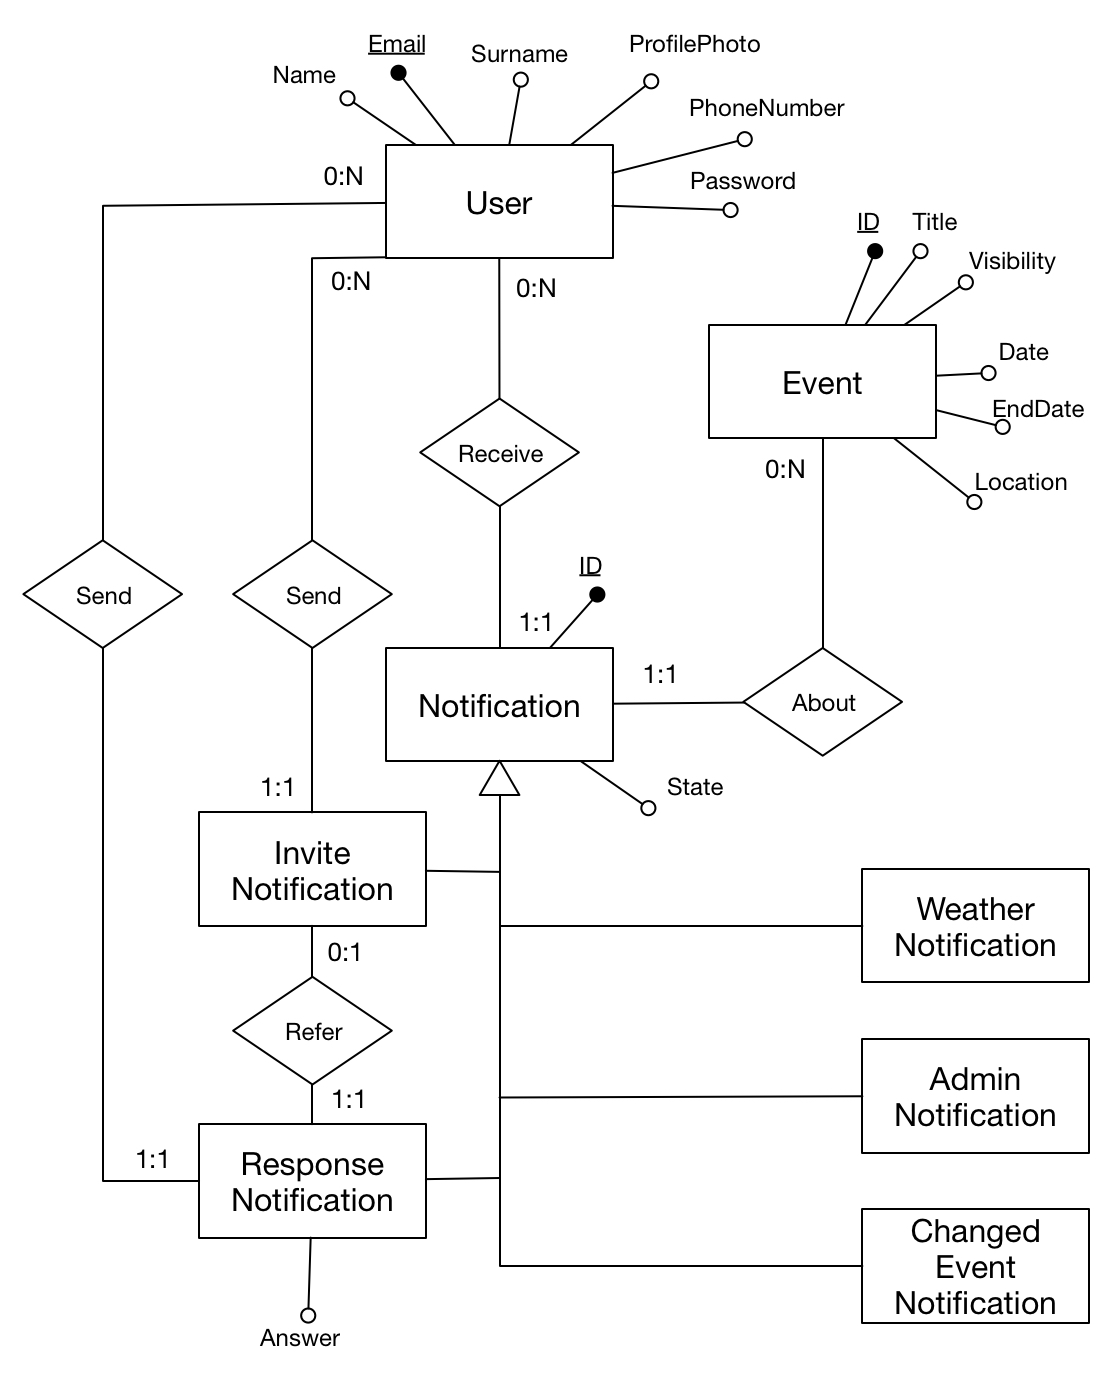 Email
Surname
ProfilePhoto
Name
PhoneNumber
0:N
User
Password
ID
Title
0:N
0:N
Visibility
Date
Event
EndDate
Receive
0:N
Location
ID
Send
Send
1:1
1:1
Notification
About
1:1
State
Invite
Notification
Weather
Notification
0:1
Refer
1:1
Admin
Notification
1:1
Response
Notification
Changed
Event
Notification
Answer